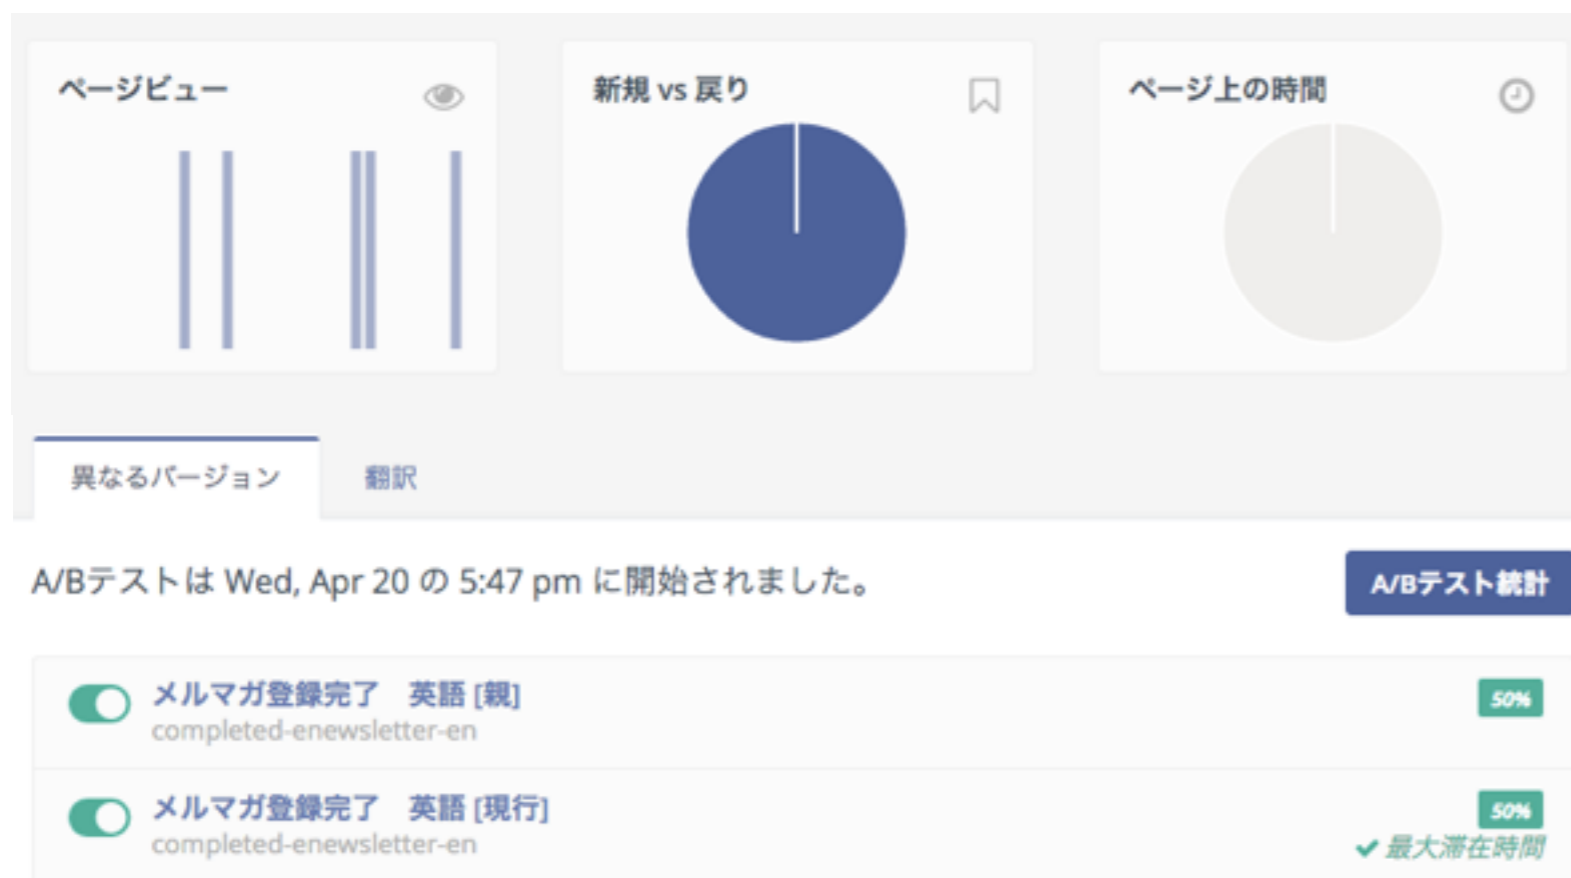 ページビュー
新規 vs 戻り
ページ上の時間
異なるバージョン
翻訳
A/Bテストは Wed, Apr 20 の 5:47 pm に開始されました。
A/Bテスト統計
メルマガ登録完了　英語 [親]
50%
completed-enewsletter-en
メルマガ登録完了　英語 [現行]
50%
completed-enewsletter-en
最大滞在時間